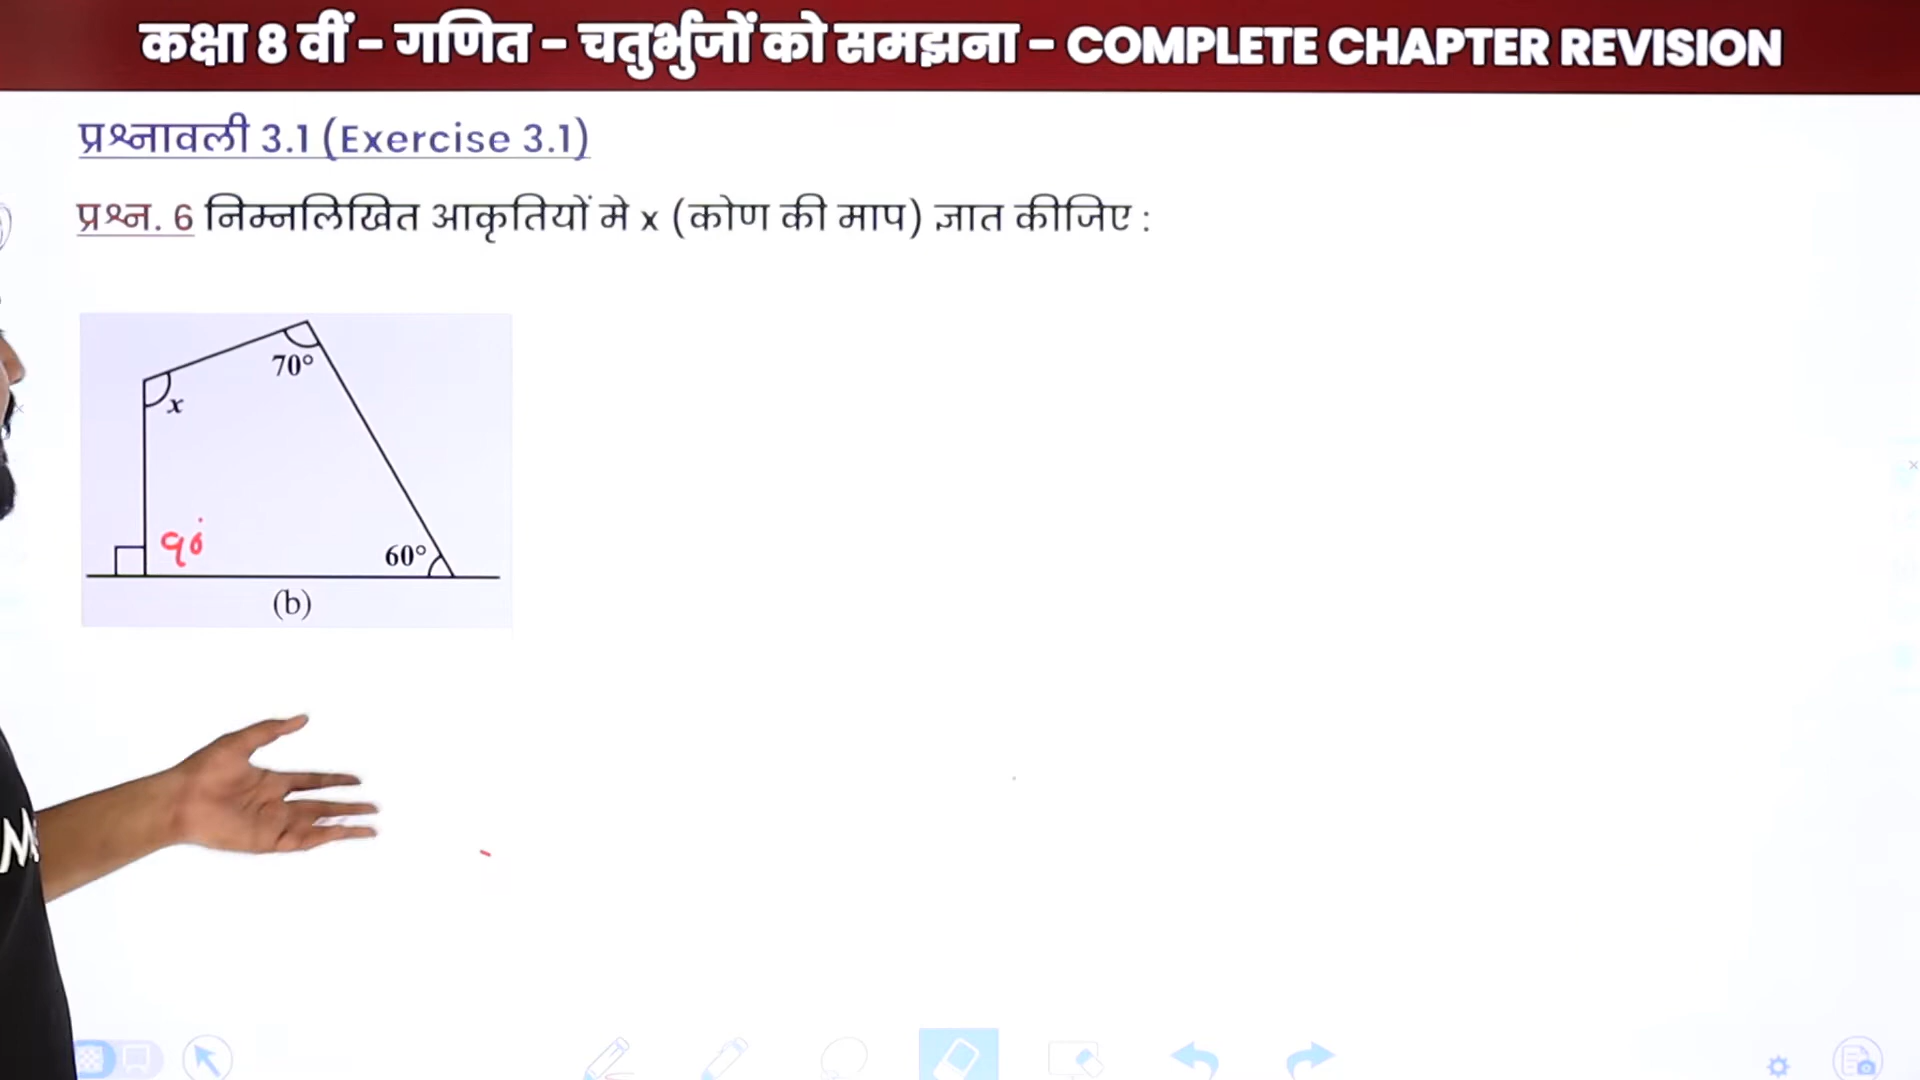 कक्षा 8 वीं - गणित - चतुर्भुजों को समझना - COMPLETE CHAPTER REVISION
प्रश्नावली 3.1 (Exercise 3.1)
प्रश्न. 6 निम्नलिखित आकृतियों मे x (कोण की माप) ज्ञात कीजिए :
70°
x
90°
60°
(b)